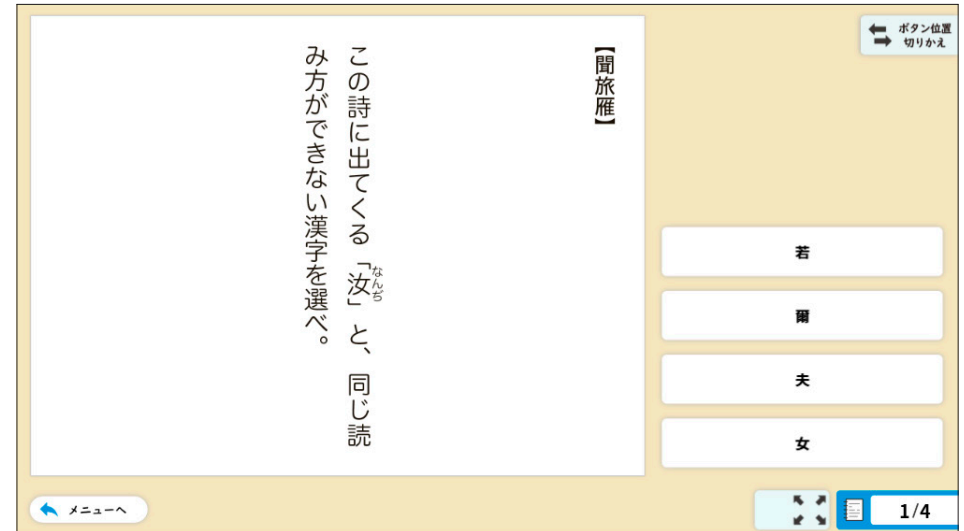 【聞旅雁】
この詩に出てくる「汝」と、同じ読
なんぢ
み方ができない漢字を選べ。
ボタン位置
切りかえ
若
爾
夫
女
メニューへ
1/4